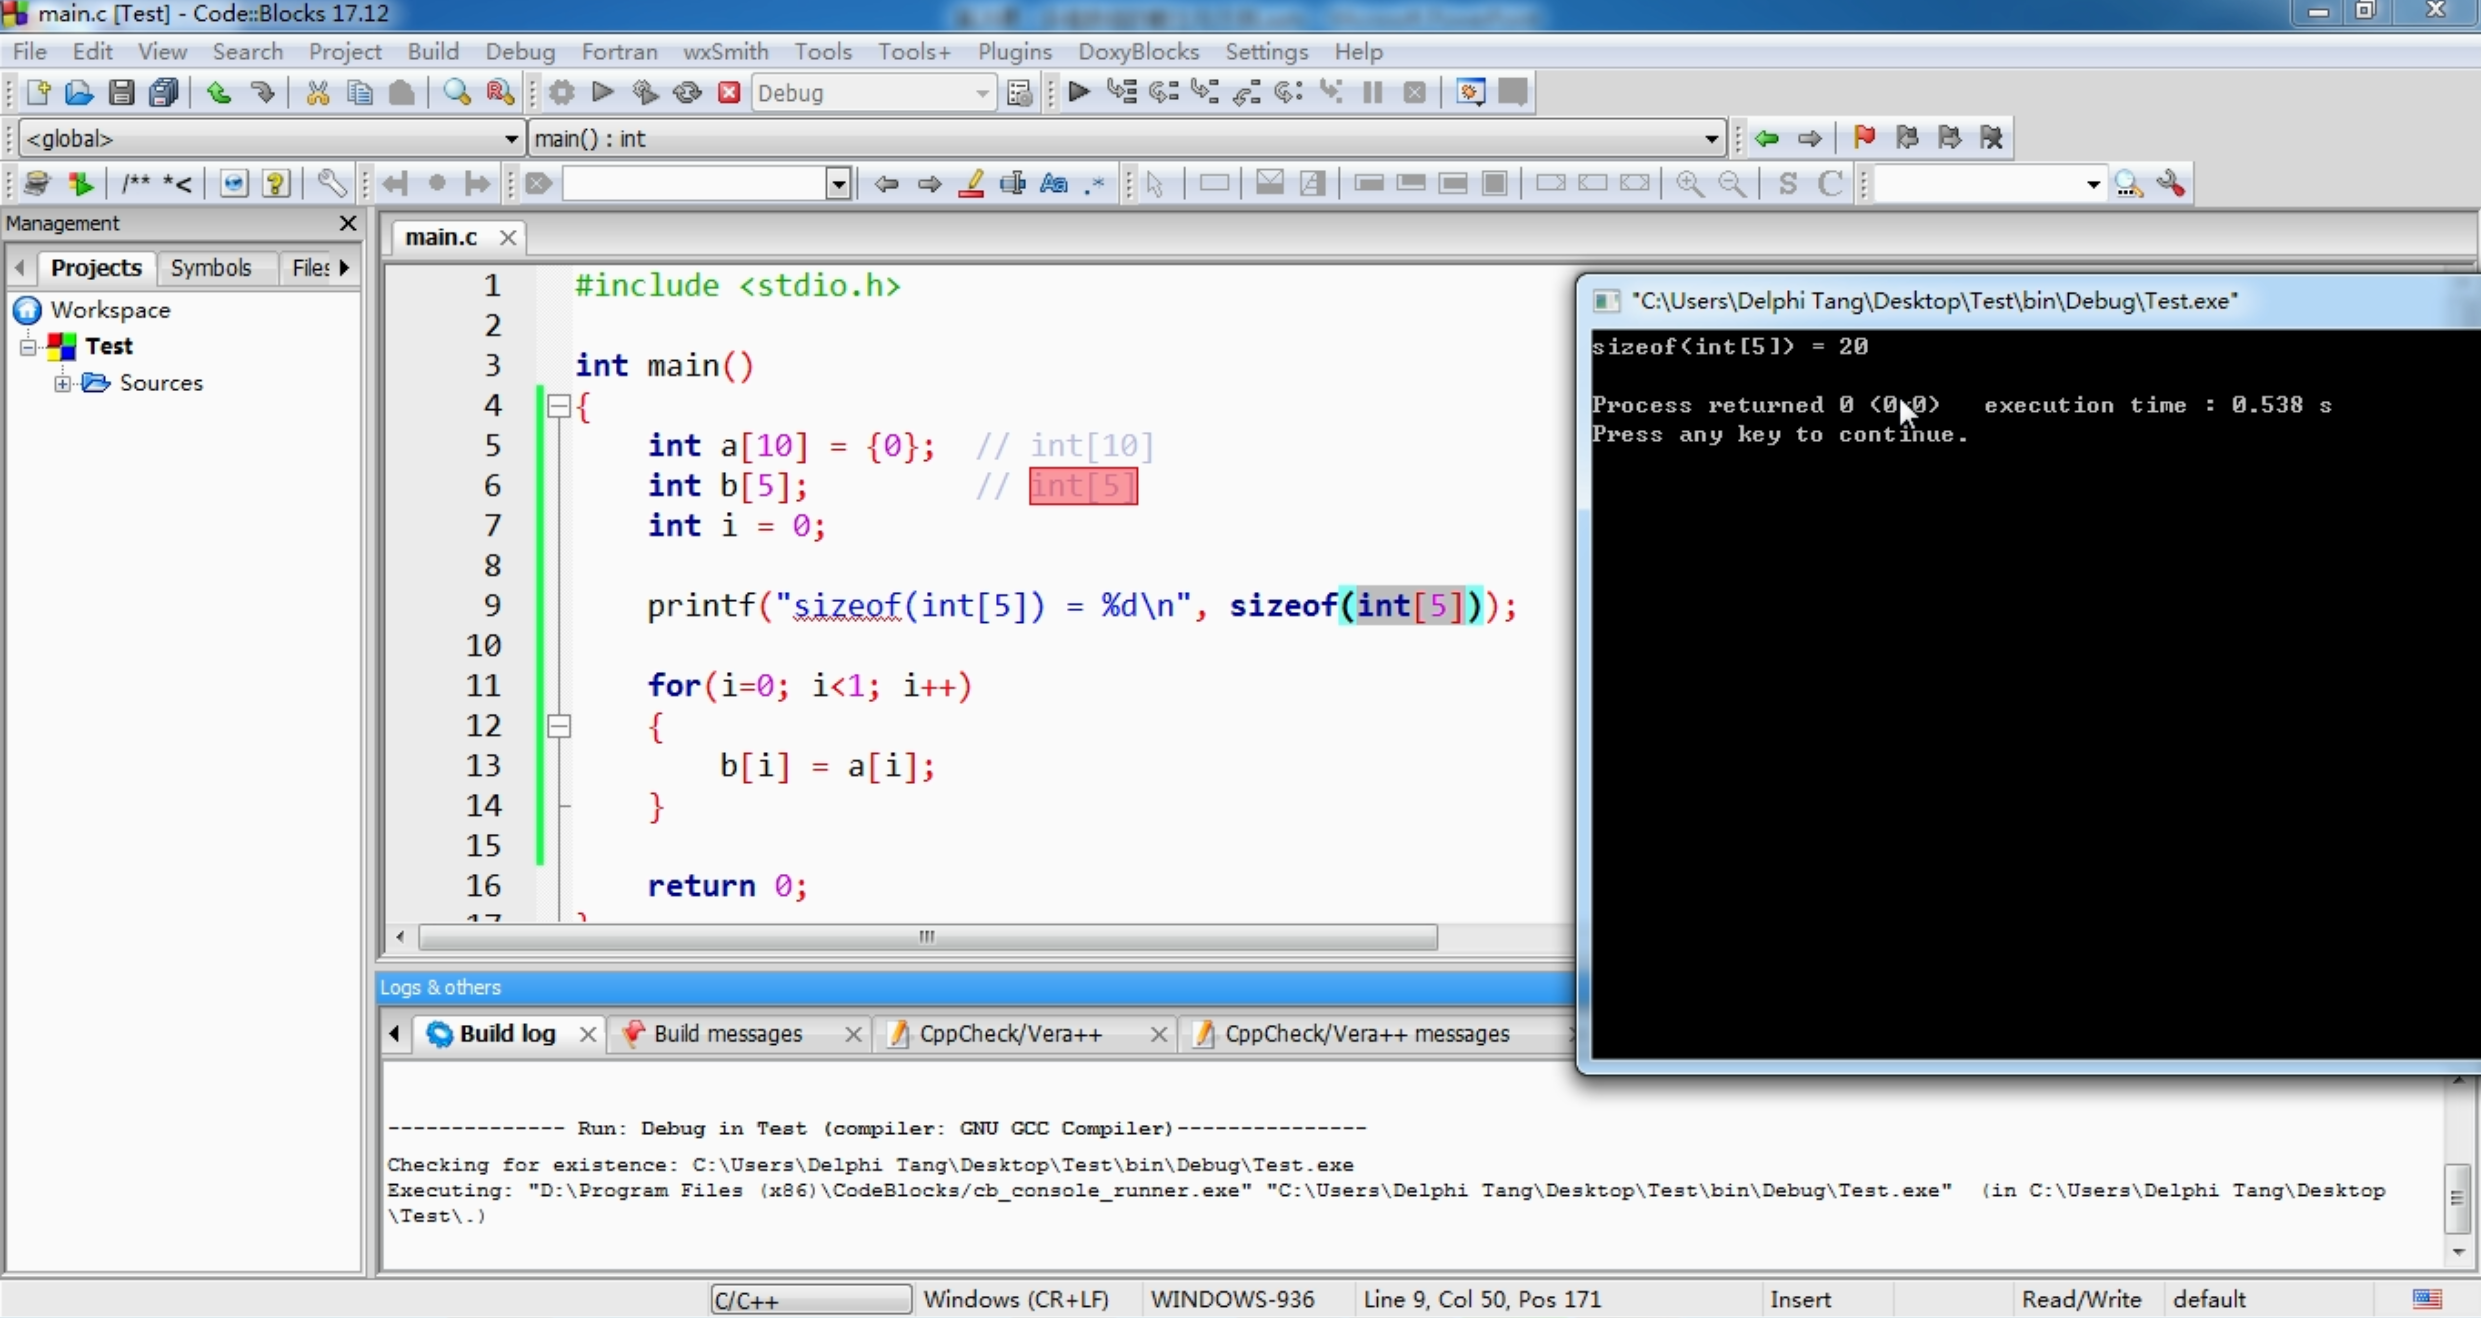 main.c [Test] - Code::Blocks 17.12
File Edit View Search Project Build Debug Fortran wxSmith Tools Tools+ Plugins DoxyBlocks Settings Help
Debug
<global> main() : int
/** *<
S C
Management
Projects Symbols Files
Workspace
Test
Sources
main.c
1 #include <stdio.h>
2
3 int main()
4 {
5     int a[10] = {0};  // int[10]
6     int b[5];         // int[5]
7     int i = 0;
8
9     printf("sizeof(int[5]) = %d\n", sizeof(int[5]));
10
11     for(i=0; i<1; i++)
12     {
13         b[i] = a[i];
14     }
15
16     return 0;
17 }
"C:\Users\Delphi Tang\Desktop\Test\bin\Debug\Test.exe"
sizeof(int[5]) = 20
Process returned 0 (0x0)   execution time : 0.538 s
Press any key to continue.
Logs & others
Build log Build messages CppCheck/Vera++ CppCheck/Vera++ messages
-------------- Run: Debug in Test (compiler: GNU GCC Compiler)---------------
Checking for existence: C:\Users\Delphi Tang\Desktop\Test\bin\Debug\Test.exe
Executing: "D:\Program Files (x86)\CodeBlocks/cb_console_runner.exe" "C:\Users\Delphi Tang\Desktop\Test\bin\Debug\Test.exe"  (in C:\Users\Delphi Tang\Desktop
\Test\.)
C/C++ Windows (CR+LF) WINDOWS-936 Line 9, Col 50, Pos 171 Insert Read/Write default